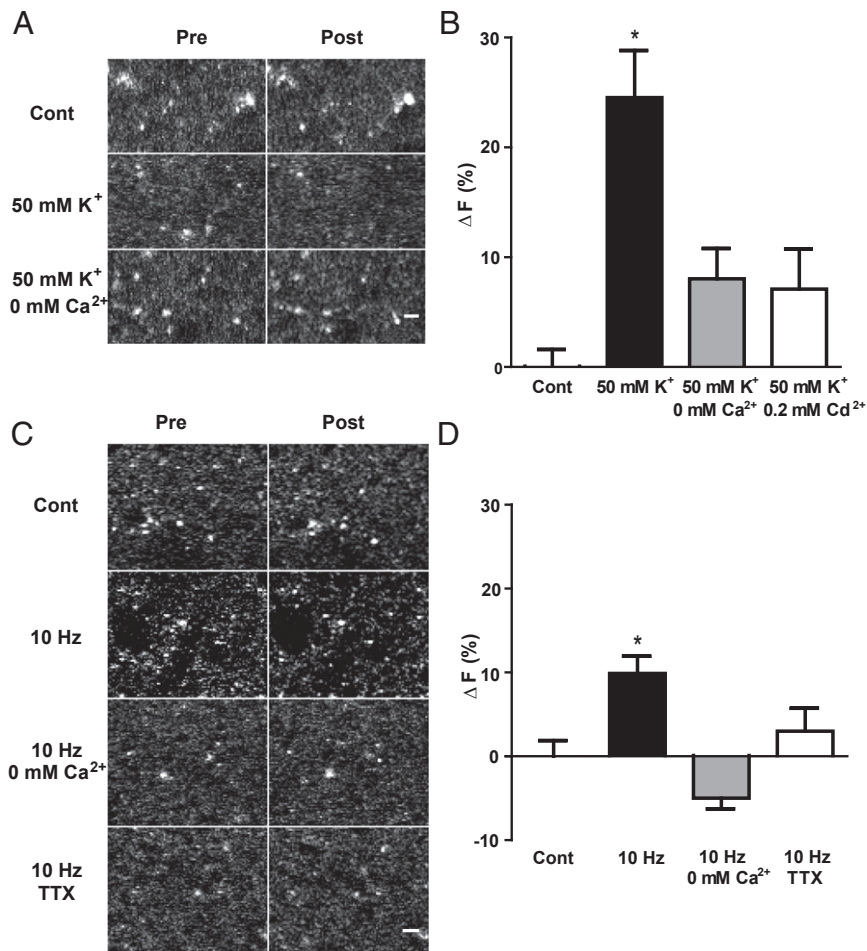 A
Pre Post
Cont
50 mM K+
50 mM K+
0 mM Ca2+
B
30
20
10
0
Δ F (%)
*
Cont 50 mM K+ 50 mM K+ 50 mM K+
0 mM Ca2+ 0.2 mM Cd2+
C
Pre Post
Cont
10 Hz
10 Hz
0 mM Ca2+
10 Hz
TTX
D
30
20
10
0
-10
Δ F (%)
*
Cont 10 Hz 10 Hz 10 Hz
0 mM Ca2+ TTX